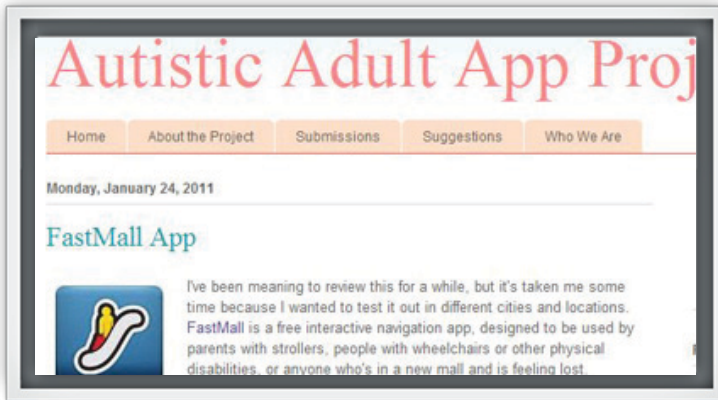 Autistic Adult App Proj
Home About the Project Submissions Suggestions Who We Are
Monday, January 24, 2011
FastMall App
I've been meaning to review this for a while, but it's taken me some
time because I wanted to test it out in different cities and locations.
FastMall is a free interactive navigation app, designed to be used by
parents with strollers, people with wheelchairs or other physical
disabilities, or anyone who's in a new mall and is feeling lost.